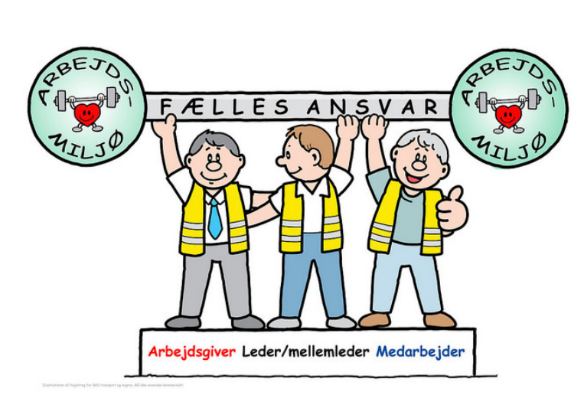 ARBEJDS-
MILJØ
FÆLLES ANSVAR
ARBEJDS-
MILJØ
Arbejdsgiver Leder/mellemleder Medarbejder